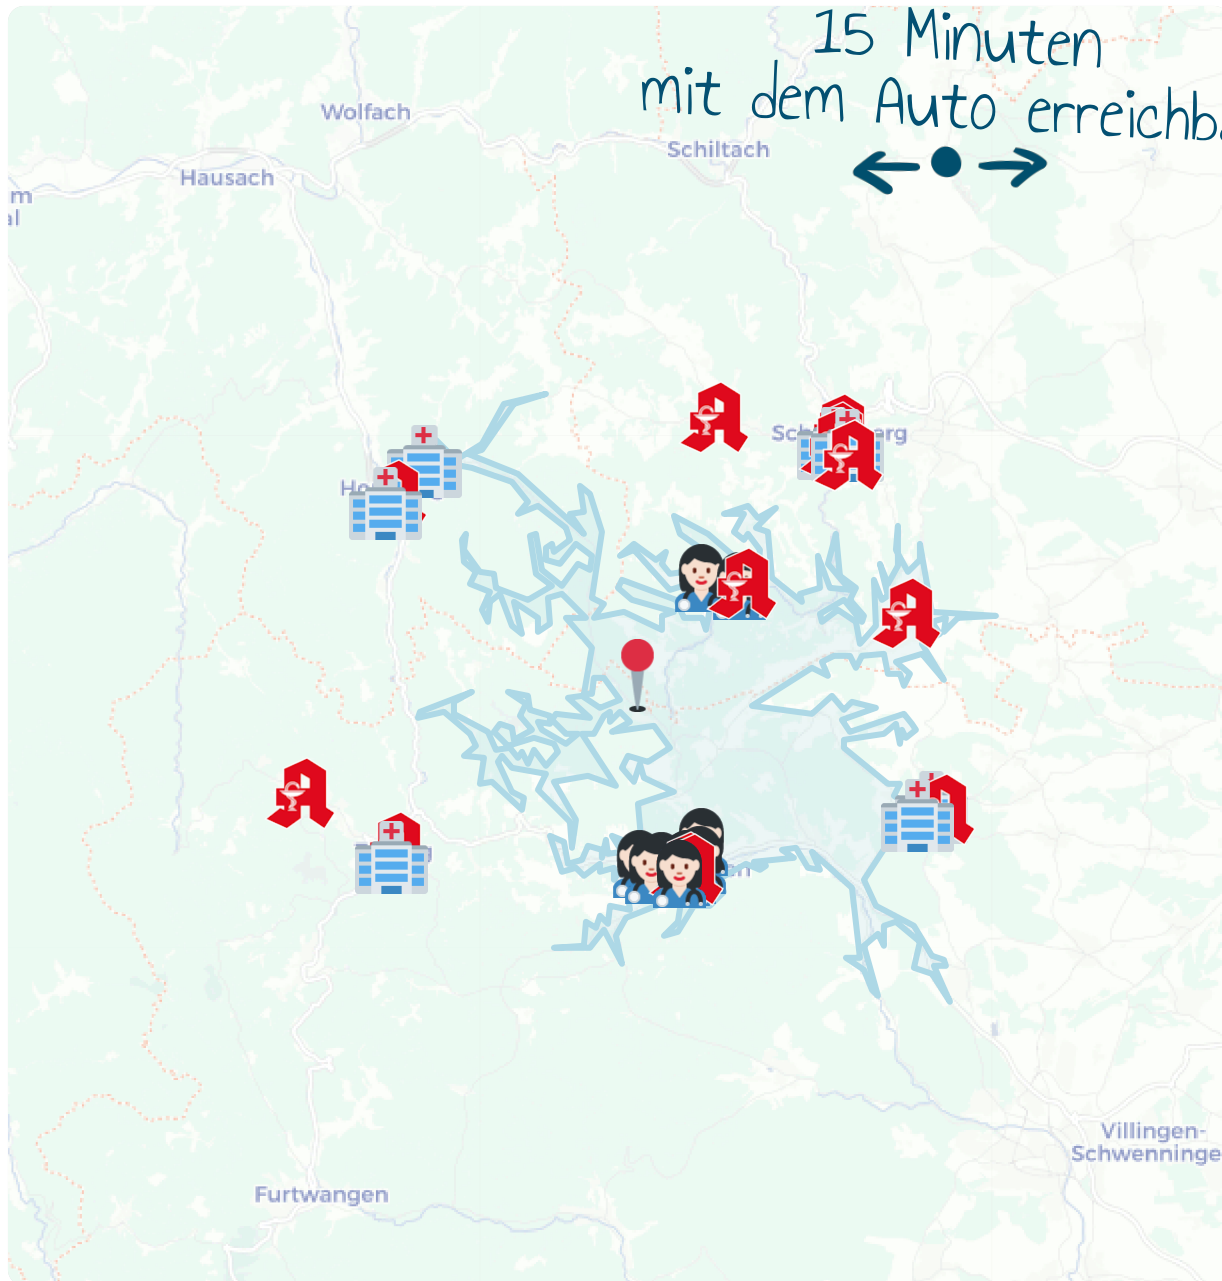 15 Minuten
mit dem Auto erreichb
Wolfach
Schiltach
Hausach
Furtwangen
Villingen-
Schwenninge